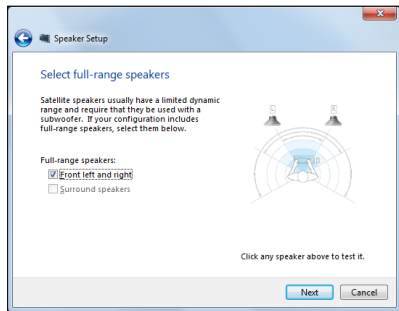 Speaker Setup
Select full-range speakers
Satellite speakers usually have a limited dynamic
range and require that they be used with a
subwoofer. If your configuration includes
full-range speakers, select them below.
Full-range speakers:
Front left and right
Surround speakers
Click any speaker above to test it.
Next
Cancel